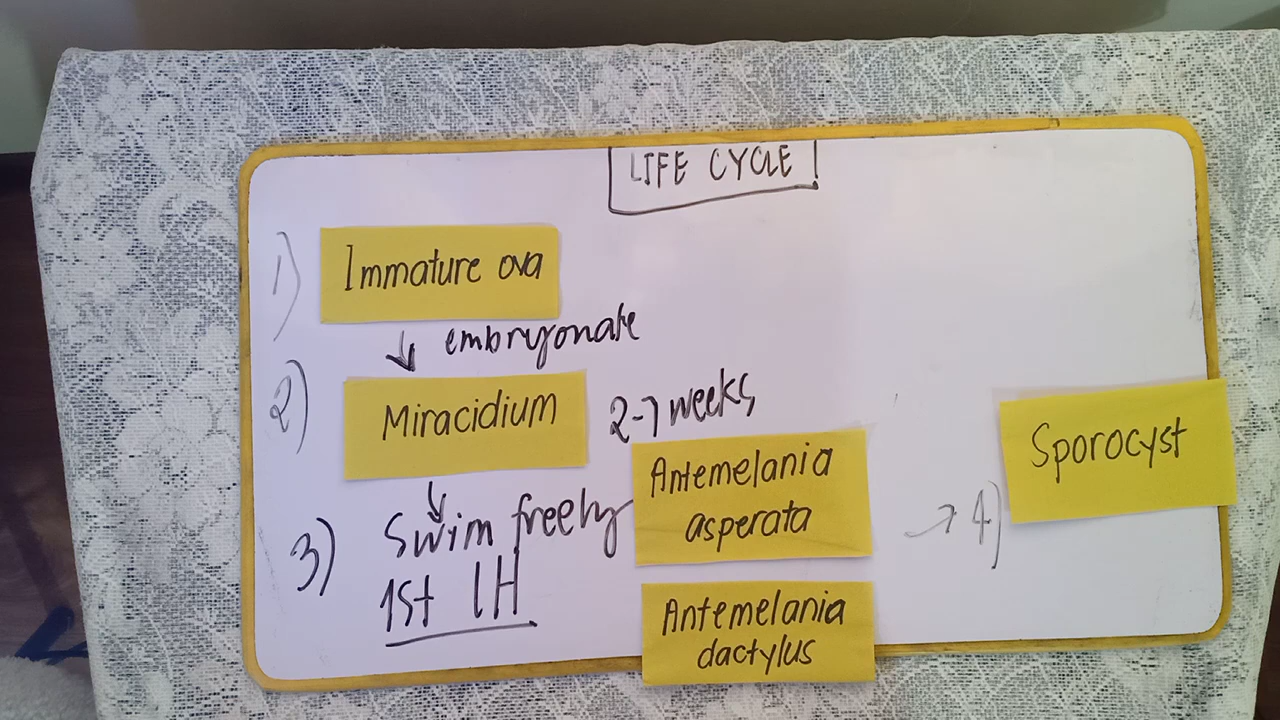 LIFE CYCLE!
1) Immature ova
embryonate
2) Miracidium 2-7 weeks
3) Swim freely
1st IH
Antemelania
asperata
Antemelania
dactylus
4) Sporocyst